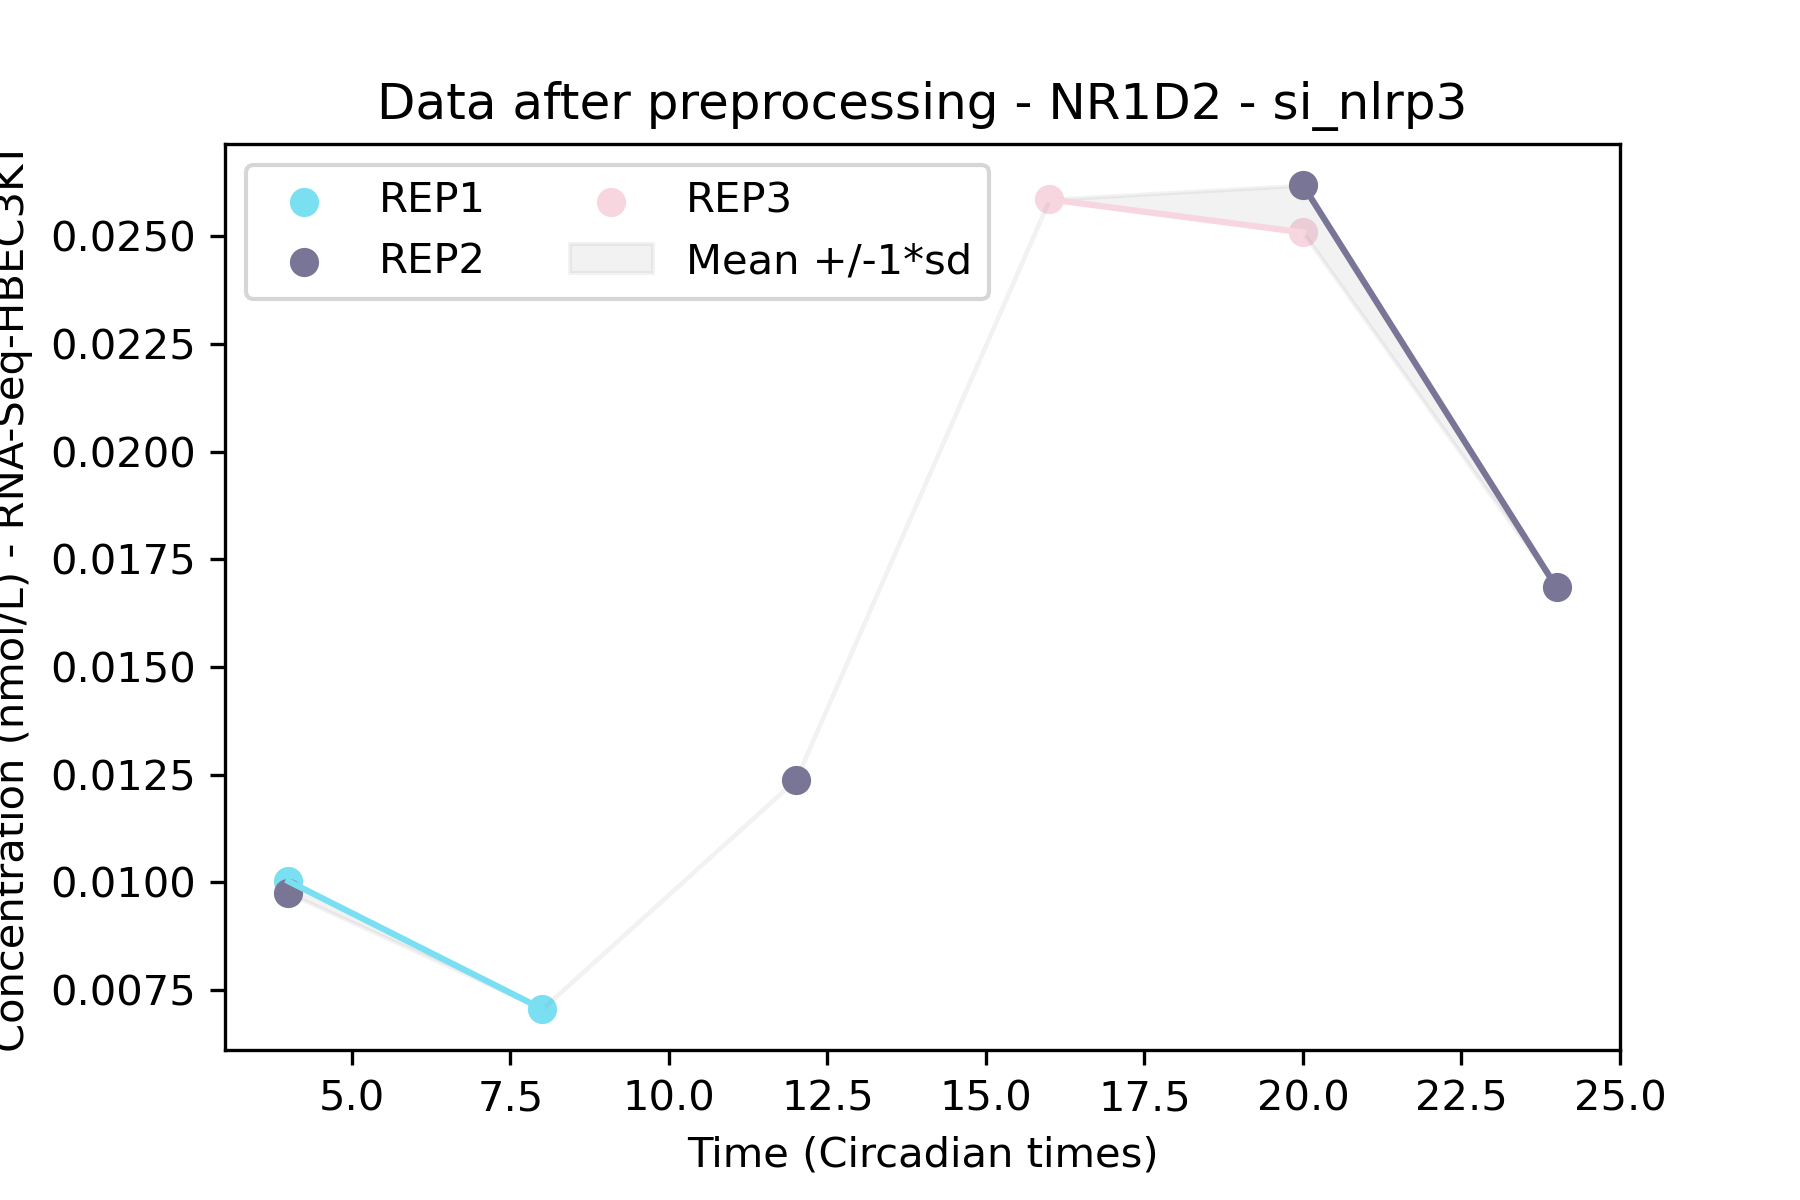 Data after preprocessing - NR1D2 - si_nlrp3
REP1
REP2
REP3
Mean +/-1*sd
Concentration (nmol/L) - RNA-Seq-HBEC3KT
0.0250
0.0225
0.0200
0.0175
0.0150
0.0125
0.0100
0.0075
5.0 7.5 10.0 12.5 15.0 17.5 20.0 22.5 25.0
Time (Circadian times)